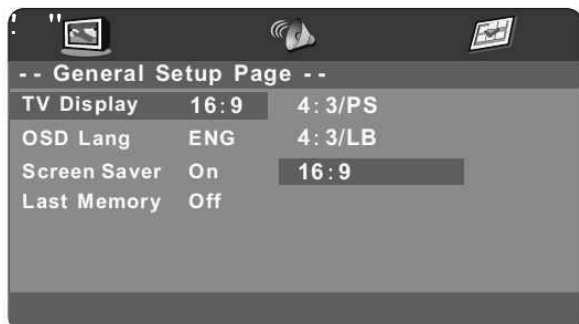 -- General Setup Page --
TV Display 16:9 4:3/PS
OSD Lang ENG 4:3/LB
Screen Saver On 16:9
Last Memory Off